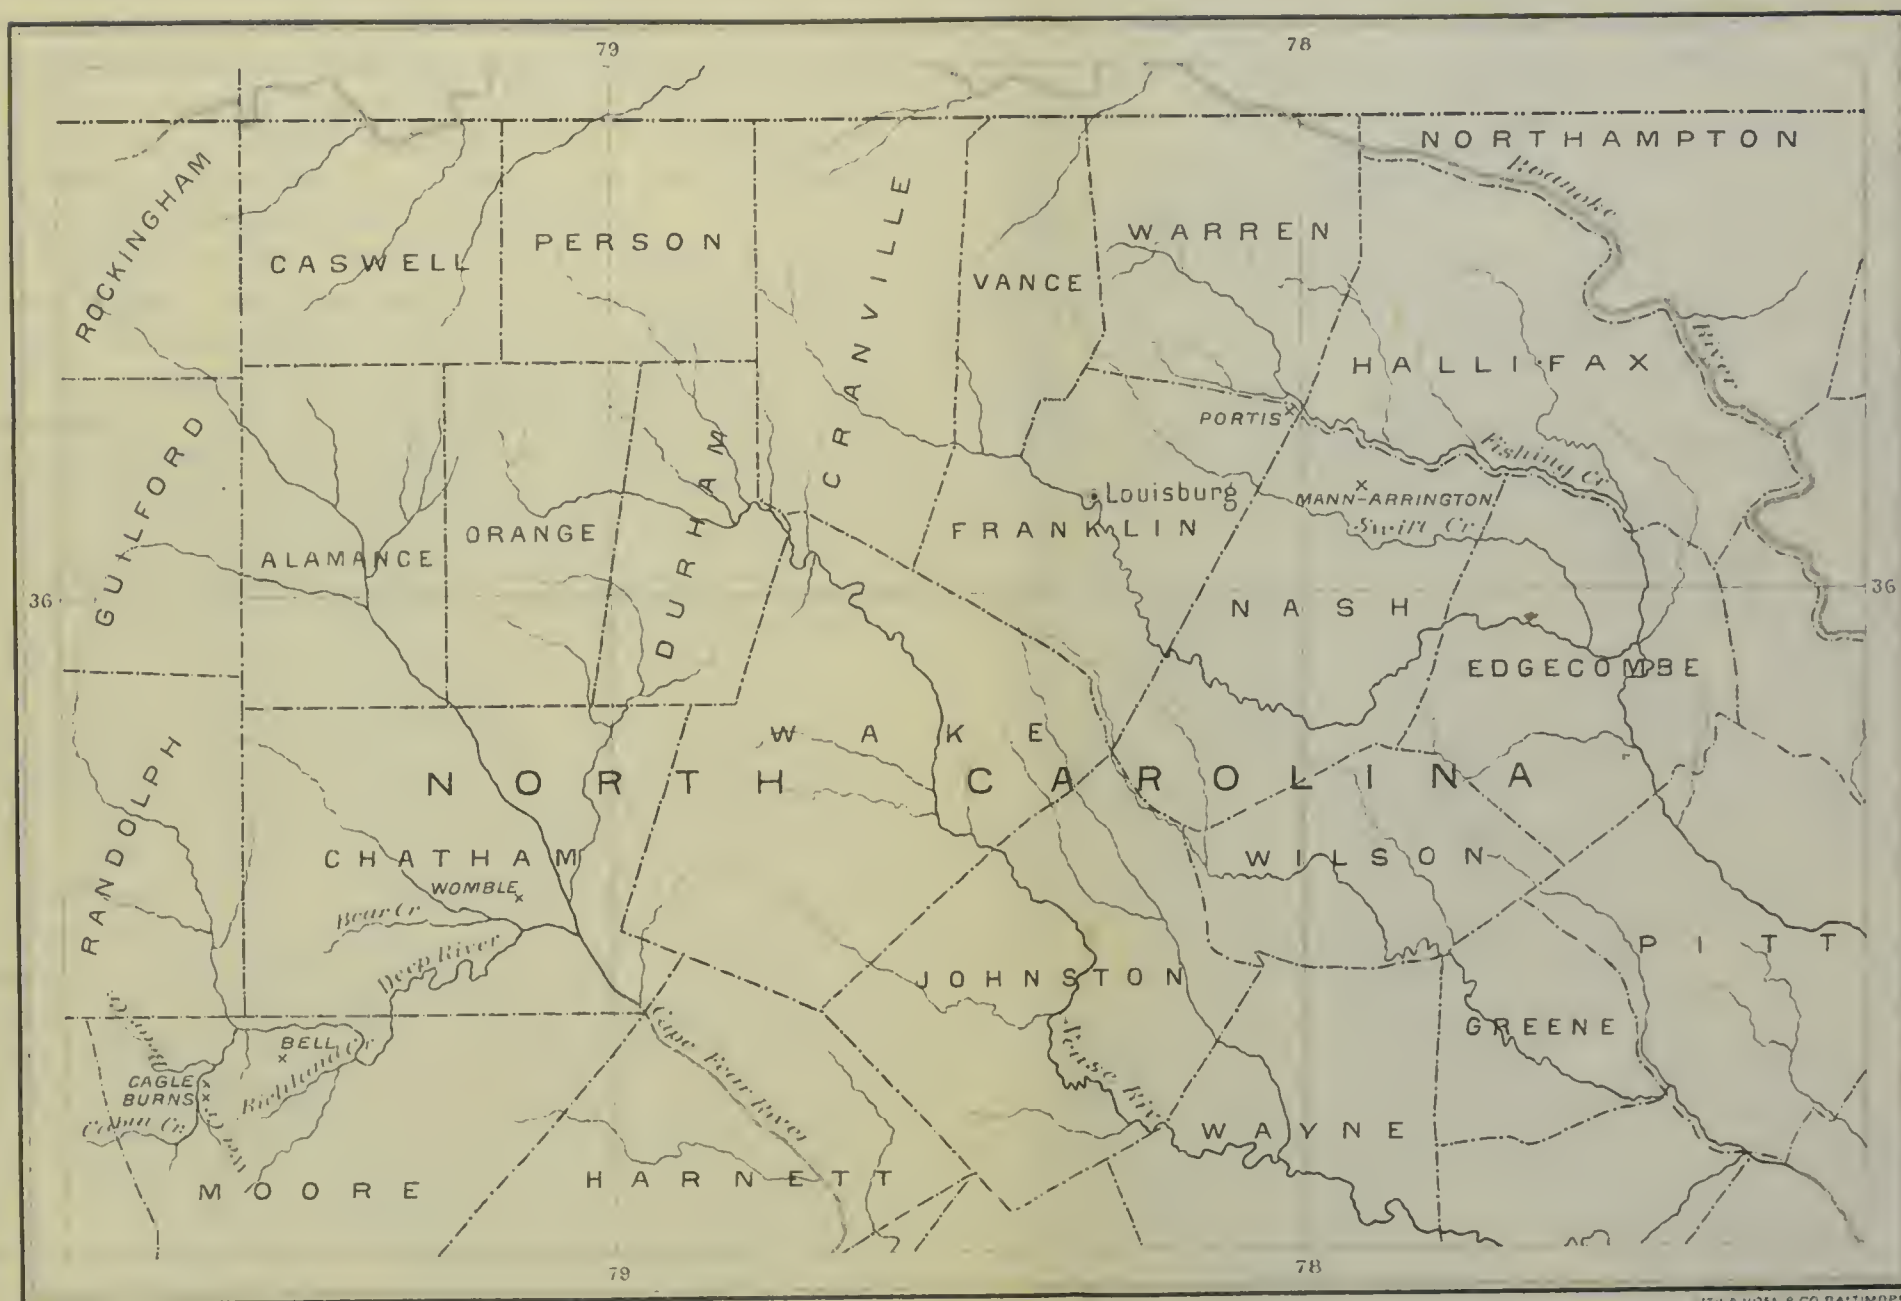 79 78
NORTHAMPTON
Roanoke
ROCKINGHAM
CASWELL
PERSON
GRANVILLE
VANCE
WARREN
River
HALLIFAX
PORTIS
Fishing Cr
GUILFORD
ALAMANCE
ORANGE
DURHAM
Louisburg
FRANKLIN
MANN-ARRINGTON
Swift Cr
36 36
NASH
EDGECOMBE
WAKE
NORTH CAROLINA
RANDOLPH
CHATHAM
WOMBLE
Bear Cr
Deep River
WILSON
PITT
JOHNSTON
GREENE
BELL
Richland Cr
CAGLE
BURNS
Cabin Cr
Cape Fear River
Neuse Riv
WAYNE
MOORE
HARNETT
79 78